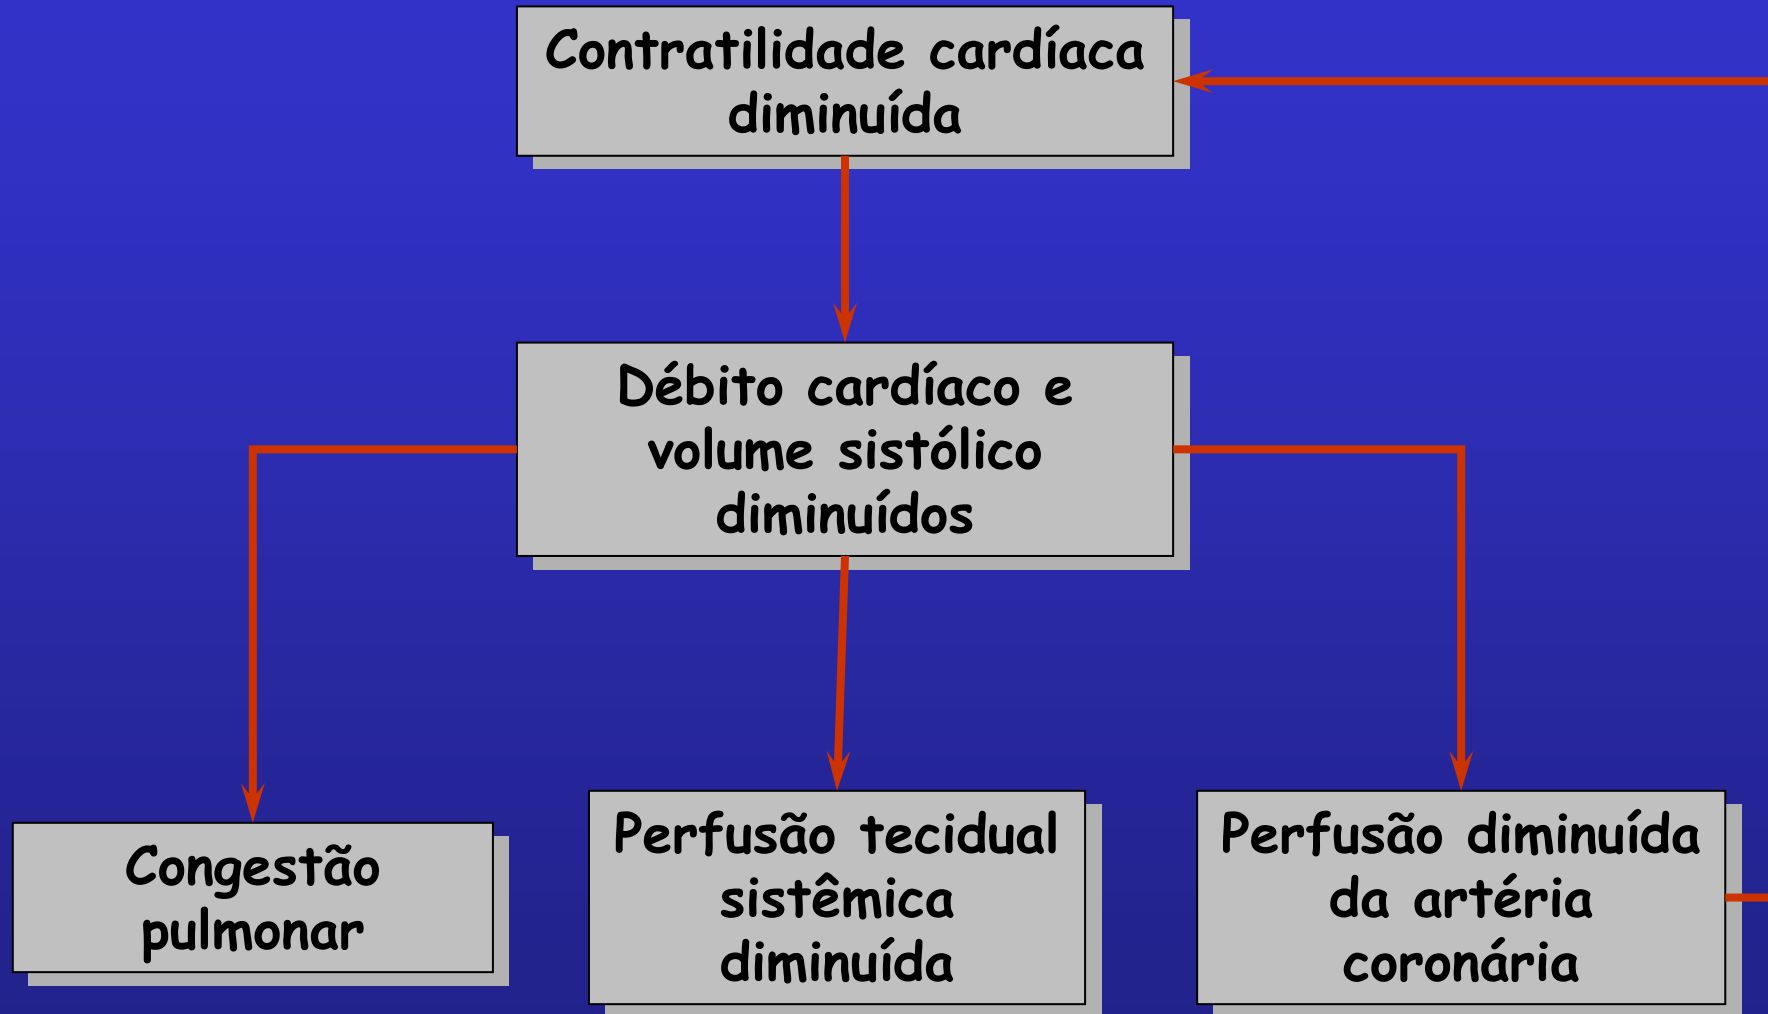 Contratilidade cardíaca
diminuída
Débito cardíaco e
volume sistólico
diminuídos
Congestão
pulmonar
Perfusão tecidual
sistêmica
diminuída
Perfusão diminuída
da artéria
coronária